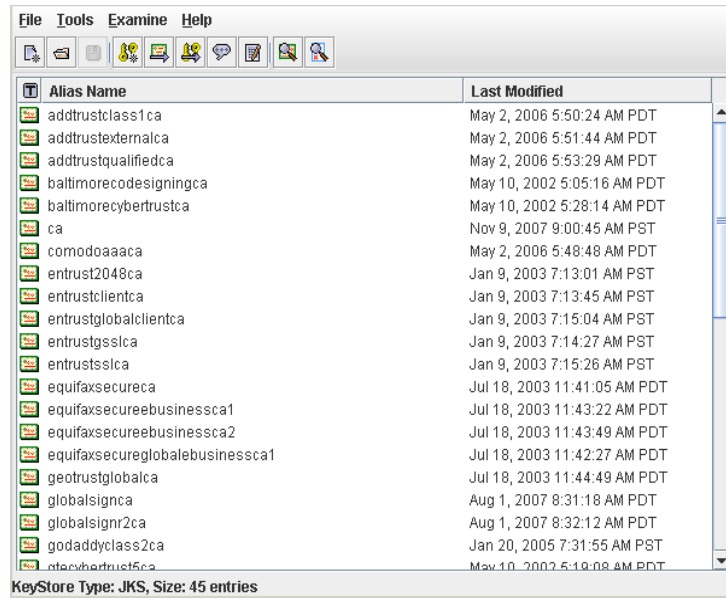 File Tools Examine Help
T Alias Name Last Modified
addtrustclass1ca May 2, 2006 5:50:24 AM PDT
addtrustexternalca May 2, 2006 5:51:44 AM PDT
addtrustqualifiedca May 2, 2006 5:53:29 AM PDT
baltimorecodesigningca May 10, 2002 5:05:16 AM PDT
baltimorecybertrustca May 10, 2002 5:28:14 AM PDT
ca Nov 9, 2007 9:00:45 AM PST
comodoaaaca May 2, 2006 5:48:48 AM PDT
entrust2048ca Jan 9, 2003 7:13:01 AM PST
entrustclientca Jan 9, 2003 7:13:45 AM PST
entrustglobalclientca Jan 9, 2003 7:15:04 AM PST
entrustgsslca Jan 9, 2003 7:14:27 AM PST
entrustsslca Jan 9, 2003 7:15:26 AM PST
equifaxsecureca Jul 18, 2003 11:41:05 AM PDT
equifaxsecureebusinessca1 Jul 18, 2003 11:43:22 AM PDT
equifaxsecureebusinessca2 Jul 18, 2003 11:43:49 AM PDT
equifaxsecureglobalebusinessca1 Jul 18, 2003 11:42:27 AM PDT
geotrustglobalca Jul 18, 2003 11:44:49 AM PDT
globalsignca Aug 1, 2007 8:31:18 AM PDT
globalsignr2ca Aug 1, 2007 8:32:12 AM PDT
godaddyclass2ca Jan 20, 2005 7:31:55 AM PST
gtecybertrust5ca May 10, 2002 5:19:08 AM PDT
KeyStore Type: JKS, Size: 45 entries